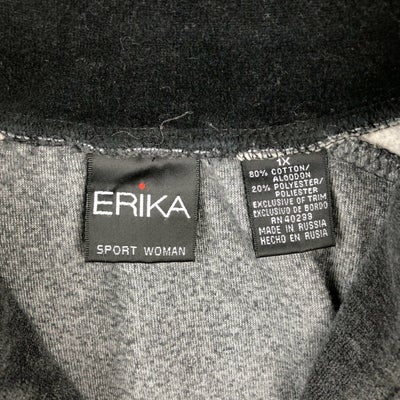 ERIKA
SPORT WOMAN
1X
80% COTTON/
ALGODON
20% POLYESTER/
POLIESTER
EXCLUSIVE OF TRIM
EXCLUSIVO DE BORDO
RN 40299
MADE IN RUSSIA
HECHO EN RUSIA